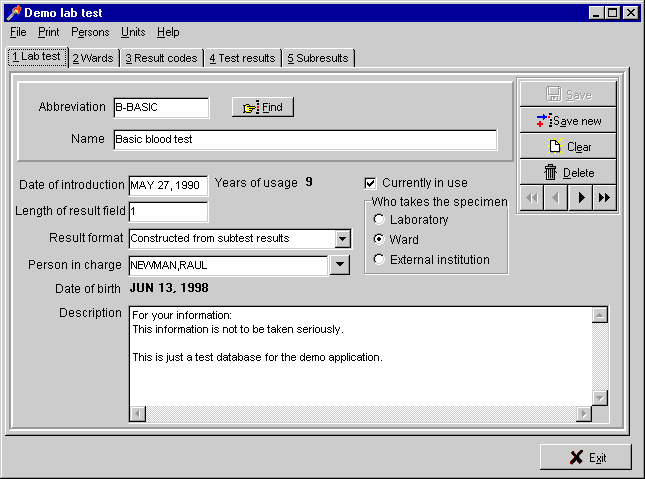 Demo lab test
File Print Persons Units Help
1 Lab test 2 Wards 3 Result codes 4 Test results 5 Subresults
Abbreviation B-BASIC Find
Name Basic blood test
Save
Save new
Clear
Delete
Date of introduction MAY 27, 1990 Years of usage 9
Currently in use
Length of result field 1
Who takes the specimen
Laboratory
Ward
External institution
Result format Constructed from subtest results
Person in charge NEWMAN,RAUL
Date of birth JUN 13, 1998
Description For your information:
This information is not to be taken seriously.
This is just a test database for the demo application.
Exit